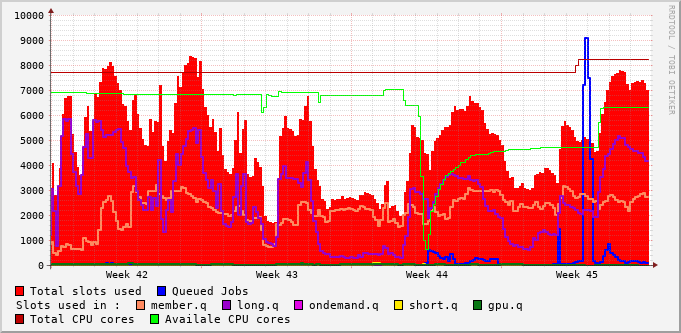 10000
9000
8000
7000
6000
5000
4000
3000
2000
1000
0
Week 42 Week 43 Week 44 Week 45
RRDTOOL / TOBI OETIKER
Total slots used Queued Jobs
Slots used in : member.q long.q ondemand.q short.q gpu.q
Total CPU cores Availale CPU cores